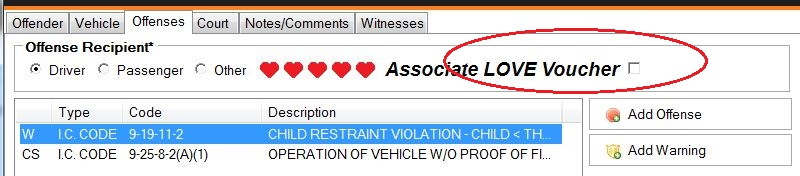 Offender Vehicle Offenses Court Notes/Comments Witnesses
Offense Recipient*
Driver Passenger Other Associate LOVE Voucher
Type Code Description
W I.C. CODE 9-19-11-2 CHILD RESTRAINT VIOLATION - CHILD < TH...
CS I.C. CODE 9-25-8-2(A)(1) OPERATION OF VEHICLE W/O PROOF OF FI...
Add Offense
Add Warning